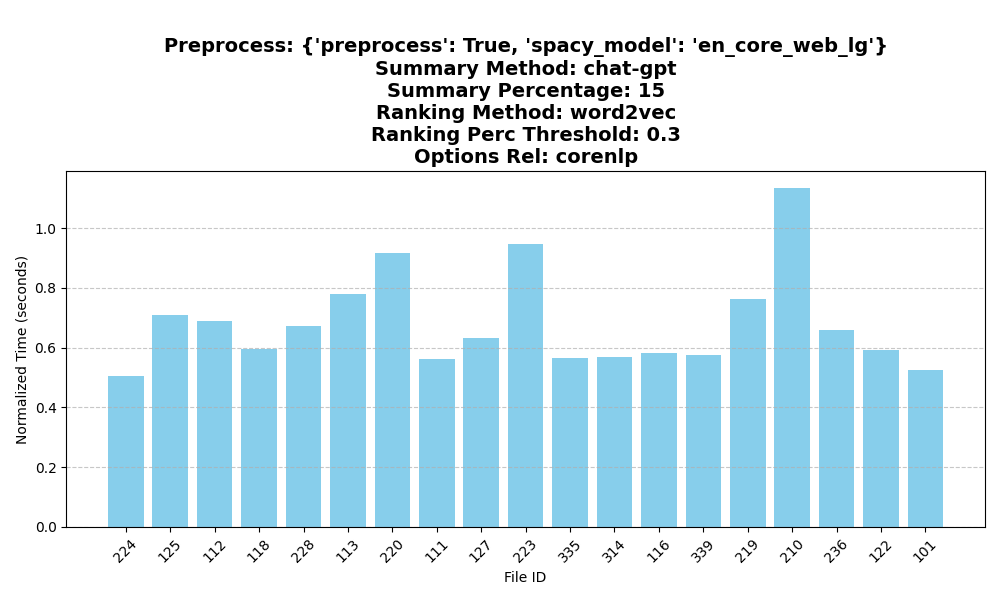 Preprocess: {'preprocess': True, 'spacy_model': 'en_core_web_lg'}
Summary Method: chat-gpt
Summary Percentage: 15
Ranking Method: word2vec
Ranking Perc Threshold: 0.3
Options Rel: corenlp
Normalized Time (seconds)
1.0
0.8
0.6
0.4
0.2
0.0
224 125 112 118 228 113 220 111 127 223 335 314 116 339 219 210 236 122 101
File ID